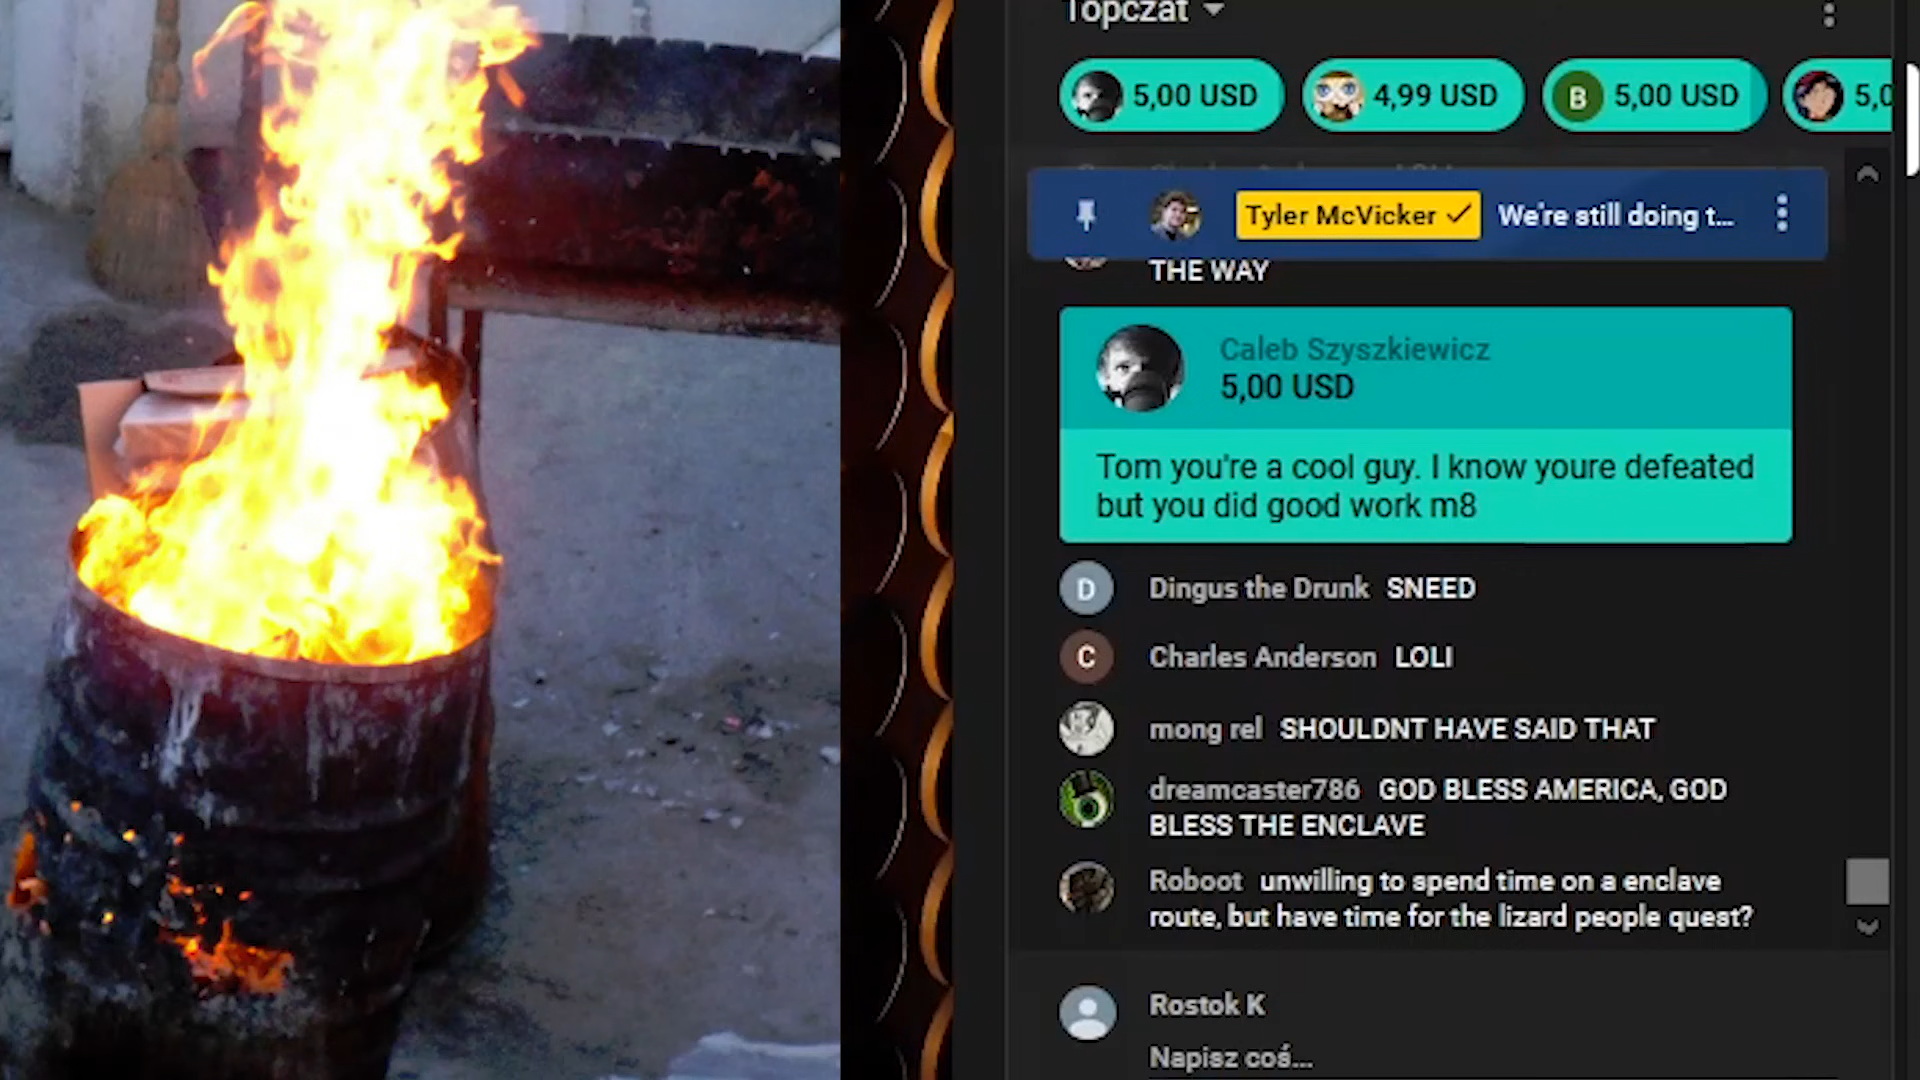 Topczat
5,00 USD
4,99 USD
B
5,00 USD
Tyler McVicker
We're still doing t...
THE WAY
Caleb Szyszkiewicz
5,00 USD
Tom you're a cool guy. I know youre defeated
but you did good work m8
D
Dingus the Drunk SNEED
C
Charles Anderson LOLI
mong rel SHOULDNT HAVE SAID THAT
dreamcaster786 GOD BLESS AMERICA, GOD
BLESS THE ENCLAVE
Roboot unwilling to spend time on a enclave
route, but have time for the lizard people quest?
Rostok K
Napisz coś...